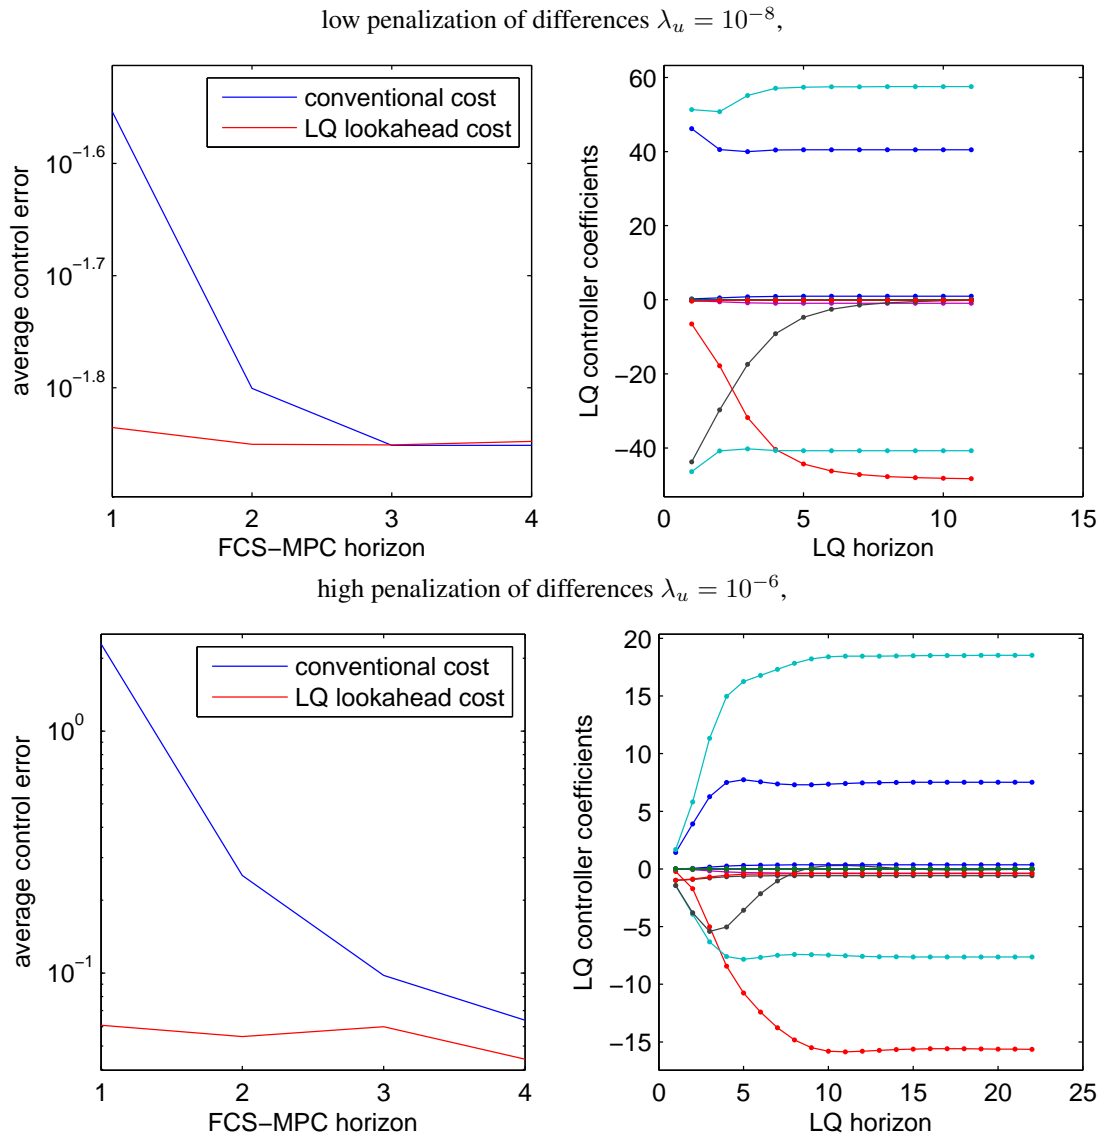 low penalization of differences λ_u = 10^{-8},
conventional cost
LQ lookahead cost
average control error
10^{-1.6}
10^{-1.7}
10^{-1.8}
1 2 3 4
FCS-MPC horizon
LQ controller coefficients
60
40
20
0
-20
-40
0 5 10 15
LQ horizon
high penalization of differences λ_u = 10^{-6},
conventional cost
LQ lookahead cost
average control error
10^0
10^{-1}
1 2 3 4
FCS-MPC horizon
LQ controller coefficients
20
15
10
5
0
-5
-10
-15
0 5 10 15 20 25
LQ horizon